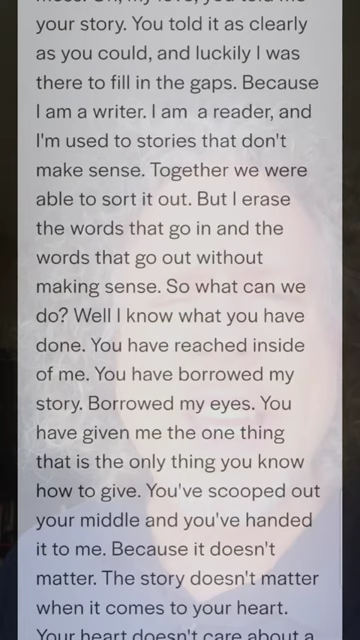 your story. You told it as clearly
as you could, and luckily I was
there to fill in the gaps. Because
I am a writer. I am  a reader, and
I'm used to stories that don't
make sense. Together we were
able to sort it out. But I erase
the words that go in and the
words that go out without
making sense. So what can we
do? Well I know what you have
done. You have reached inside
of me. You have borrowed my
story. Borrowed my eyes. You
have given me the one thing
that is the only thing you know
how to give. You've scooped out
your middle and you've handed
it to me. Because it doesn't
matter. The story doesn't matter
when it comes to your heart.
Your heart doesn't care about a